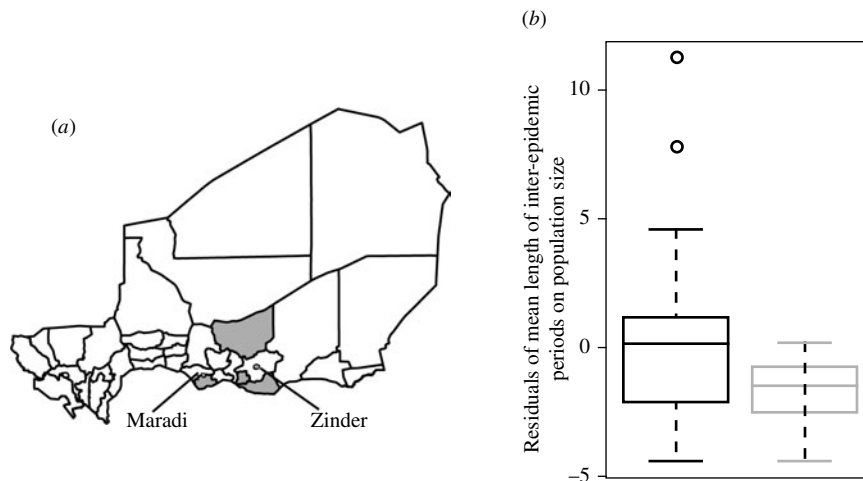 (a)
Maradi
Zinder
(b)
Residuals of mean length of inter-epidemic
periods on population size
10
5
0
–5